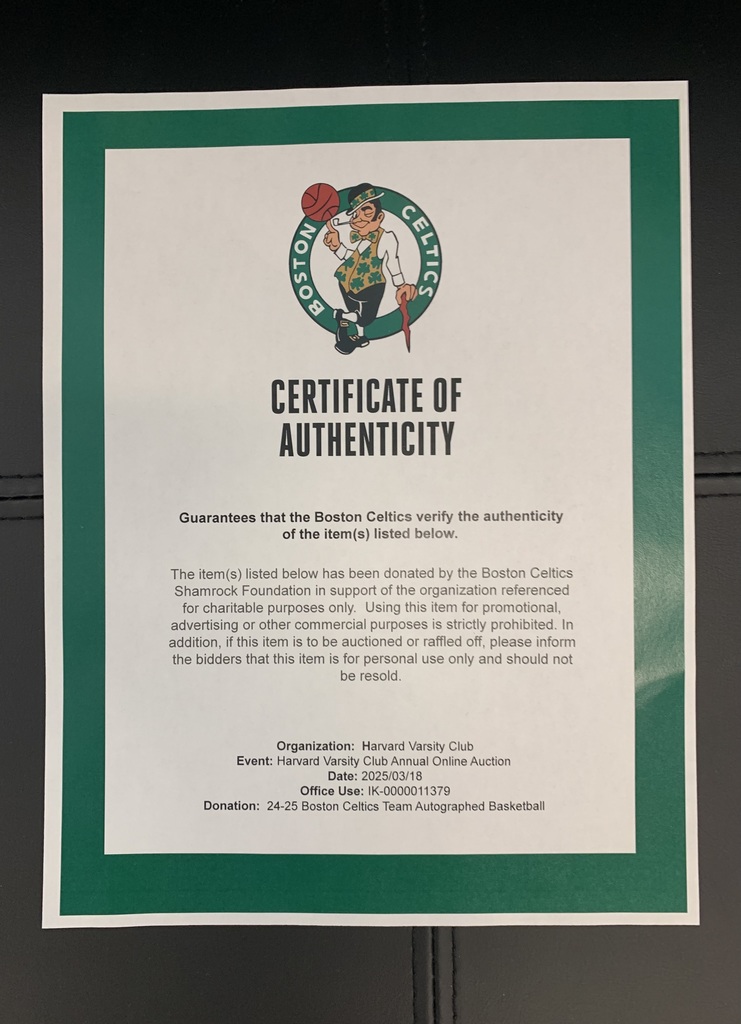 BOSTON CELTICS
CERTIFICATE OF
AUTHENTICITY
Guarantees that the Boston Celtics verify the authenticity
of the item(s) listed below.
The item(s) listed below has been donated by the Boston Celtics
Shamrock Foundation in support of the organization referenced
for charitable purposes only.  Using this item for promotional,
advertising or other commercial purposes is strictly prohibited. In
addition, if this item is to be auctioned or raffled off, please inform
the bidders that this item is for personal use only and should not
be resold.
Organization:  Harvard Varsity Club
Event: Harvard Varsity Club Annual Online Auction
Date: 2025/03/18
Office Use: IK-0000011379
Donation:  24-25 Boston Celtics Team Autographed Basketball